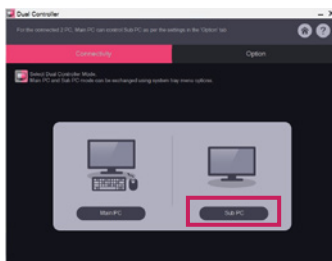 Dual Controller
For the connected 2 PC, Main PC can control Sub PC as per the settings in the 'Option' tab
Connectivity
Option
Select Dual Controller Mode.
Main PC and Sub PC mode can be exchanged using system tray menu options.
Main PC
Sub PC